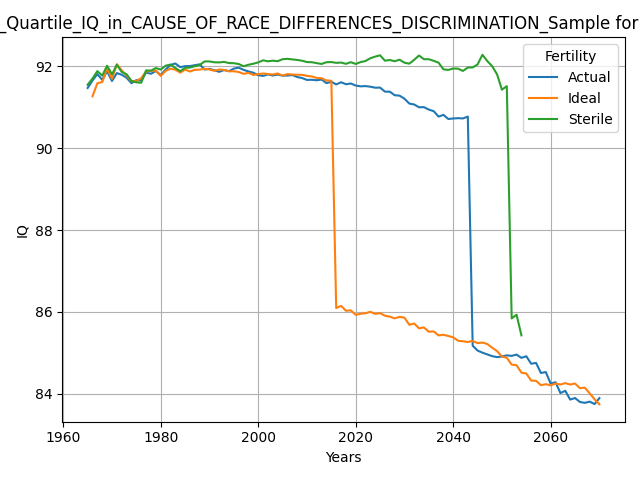 _Quartile_IQ_in_CAUSE_OF_RACE_DIFFERENCES_DISCRIMINATION_Sample for
Fertility
Actual
Ideal
Sterile
IQ
92
90
88
86
84
1960
1980
2000
2020
2040
2060
Years